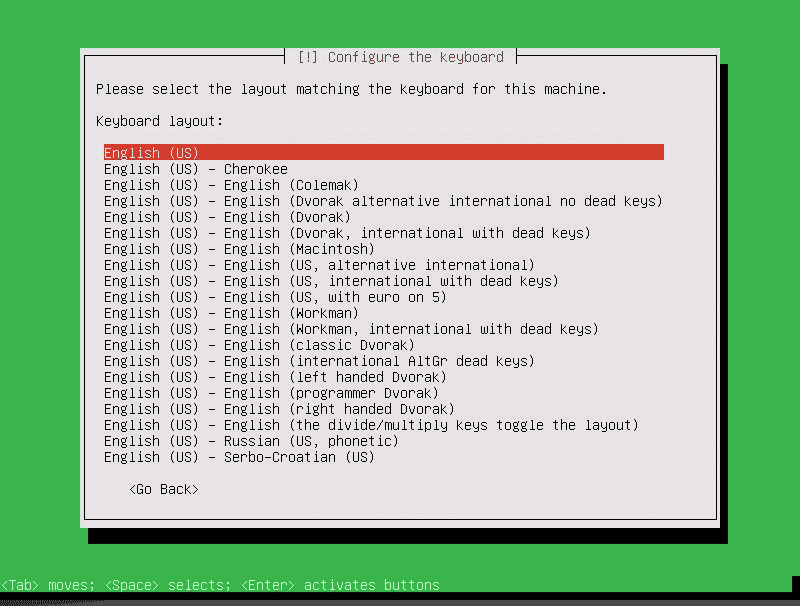 [!] Configure the keyboard
Please select the layout matching the keyboard for this machine.
Keyboard layout:
English (US)
English (US) - Cherokee
English (US) - English (Colemak)
English (US) - English (Dvorak alternative international no dead keys)
English (US) - English (Dvorak)
English (US) - English (Dvorak, international with dead keys)
English (US) - English (Macintosh)
English (US) - English (US, alternative international)
English (US) - English (US, international with dead keys)
English (US) - English (US, with euro on 5)
English (US) - English (Workman)
English (US) - English (Workman, international with dead keys)
English (US) - English (classic Dvorak)
English (US) - English (international AltGr dead keys)
English (US) - English (left handed Dvorak)
English (US) - English (programmer Dvorak)
English (US) - English (right handed Dvorak)
English (US) - English (the divide/multiply keys toggle the layout)
English (US) - Russian (US, phonetic)
English (US) - Serbo-Croatian (US)
<Go Back>
<Tab> moves; <Space> selects; <Enter> activates buttons